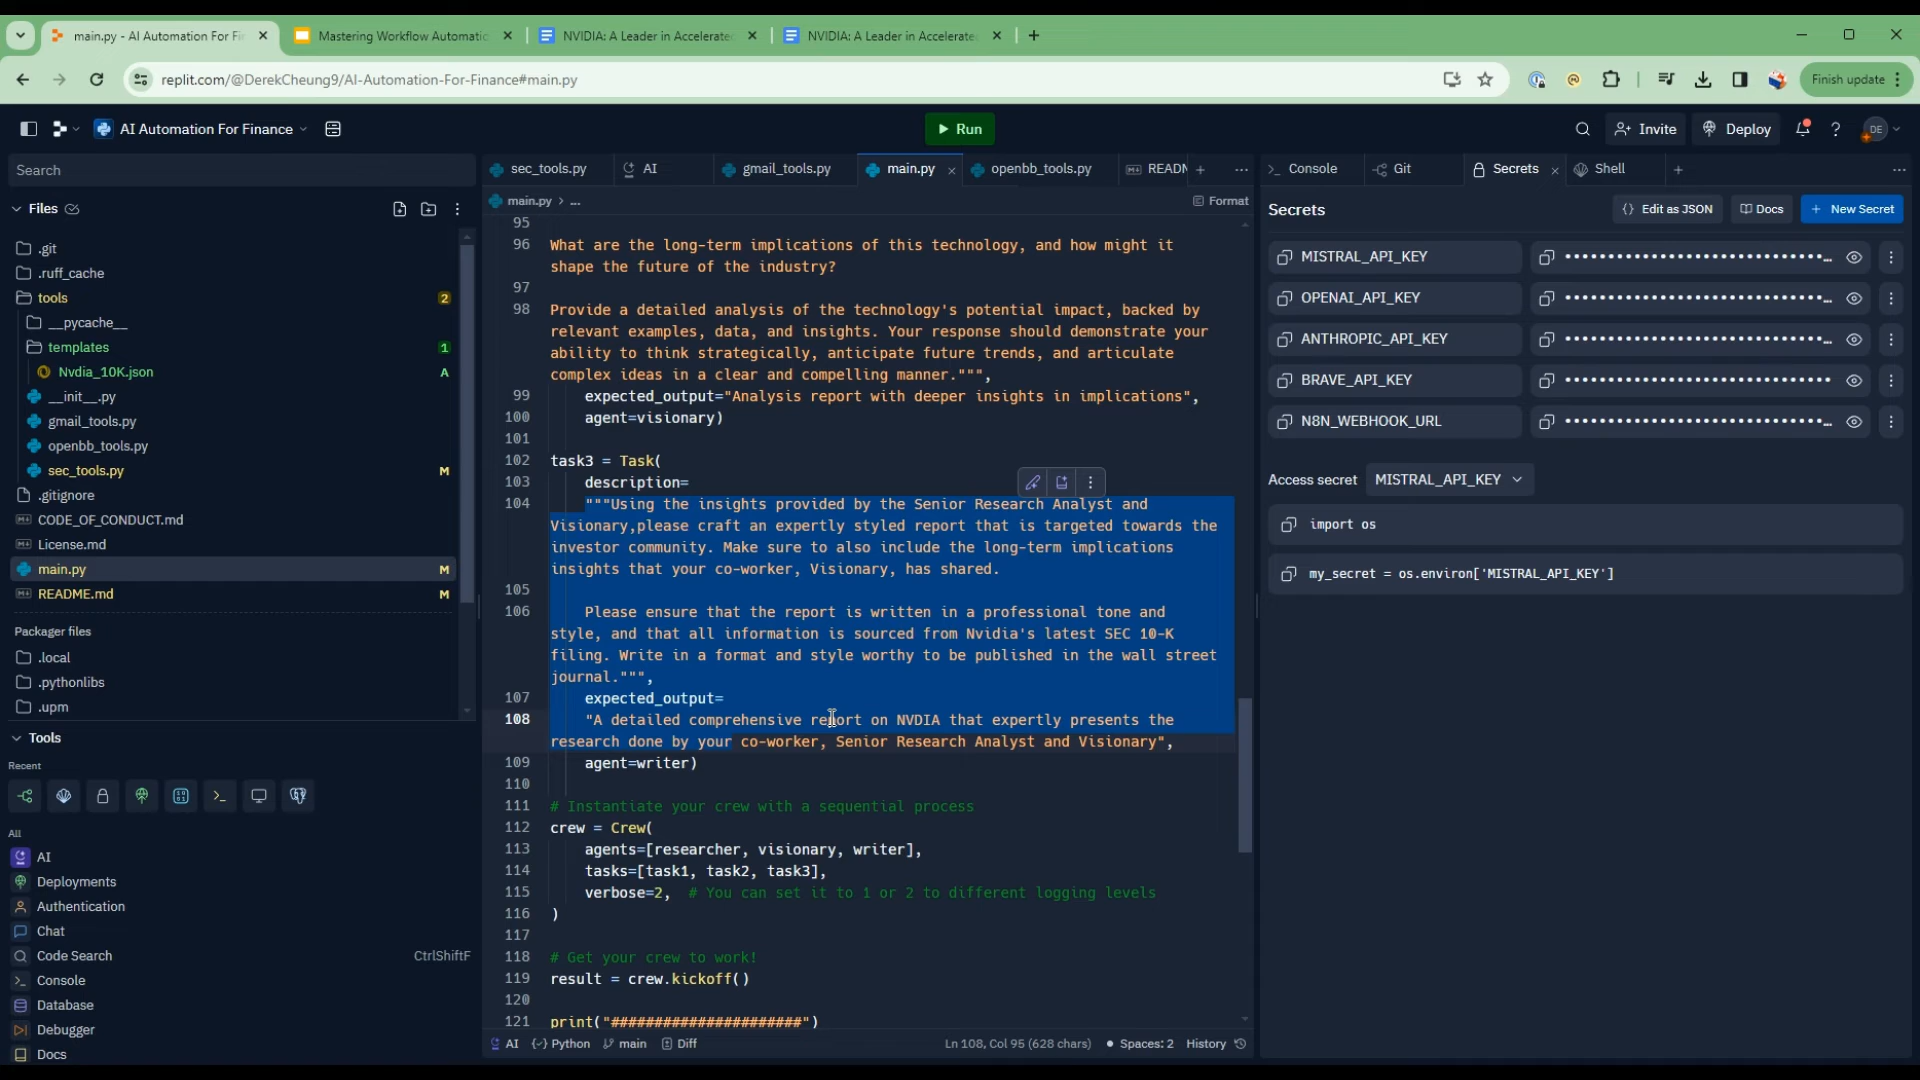 main.py - AI Automation For Fi
Mastering Workflow Automatic
NVIDIA: A Leader in Accelerate
NVIDIA: A Leader in Accelerate
replit.com/@DerekCheung9/AI-Automation-For-Finance#main.py
Finish update
AI Automation For Finance
Run
Invite
Deploy
DE
Search
sec_tools.py
AI
gmail_tools.py
main.py
openbb_tools.py
READN
Console
Git
Secrets
Shell
Files
main.py > ...
Format
Secrets
{} Edit as JSON
Docs
+ New Secret
.git
.ruff_cache
tools
2
__pycache__
templates
1
Nvdia_10K.json
A
__init__.py
gmail_tools.py
openbb_tools.py
sec_tools.py
M
.gitignore
CODE_OF_CONDUCT.md
License.md
main.py
M
README.md
M
Packager files
.local
.pythonlibs
.upm
Tools
Recent
All
AI
Deployments
Authentication
Chat
Code Search
CtrlShiftF
Console
Database
Debugger
Docs
95
96 What are the long-term implications of this technology, and how might it
shape the future of the industry?
97
98 Provide a detailed analysis of the technology's potential impact, backed by
relevant examples, data, and insights. Your response should demonstrate your
ability to think strategically, anticipate future trends, and articulate
complex ideas in a clear and compelling manner.""",
99 expected_output="Analysis report with deeper insights in implications",
100 agent=visionary)
101
102 task3 = Task(
103 description=
104 """Using the insights provided by the Senior Research Analyst and
Visionary,please craft an expertly styled report that is targeted towards the
investor community. Make sure to also include the long-term implications
insights that your co-worker, Visionary, has shared.
105
106 Please ensure that the report is written in a professional tone and
style, and that all information is sourced from Nvidia's latest SEC 10-K
filing. Write in a format and style worthy to be published in the wall street
journal.""",
107 expected_output=
108 "A detailed comprehensive report on NVDIA that expertly presents the
research done by your co-worker, Senior Research Analyst and Visionary",
109 agent=writer)
110
111 # Instantiate your crew with a sequential process
112 crew = Crew(
113 agents=[researcher, visionary, writer],
114 tasks=[task1, task2, task3],
115 verbose=2, # You can set it to 1 or 2 to different logging levels
116 )
117
118 # Get your crew to work!
119 result = crew.kickoff()
120
121 print("######################")
AI
Python
main
Diff
Ln 108, Col 95 (628 chars)
Spaces: 2
History
MISTRAL_API_KEY
OPENAI_API_KEY
ANTHROPIC_API_KEY
BRAVE_API_KEY
N8N_WEBHOOK_URL
Access secret
MISTRAL_API_KEY
import os
my_secret = os.environ['MISTRAL_API_KEY']